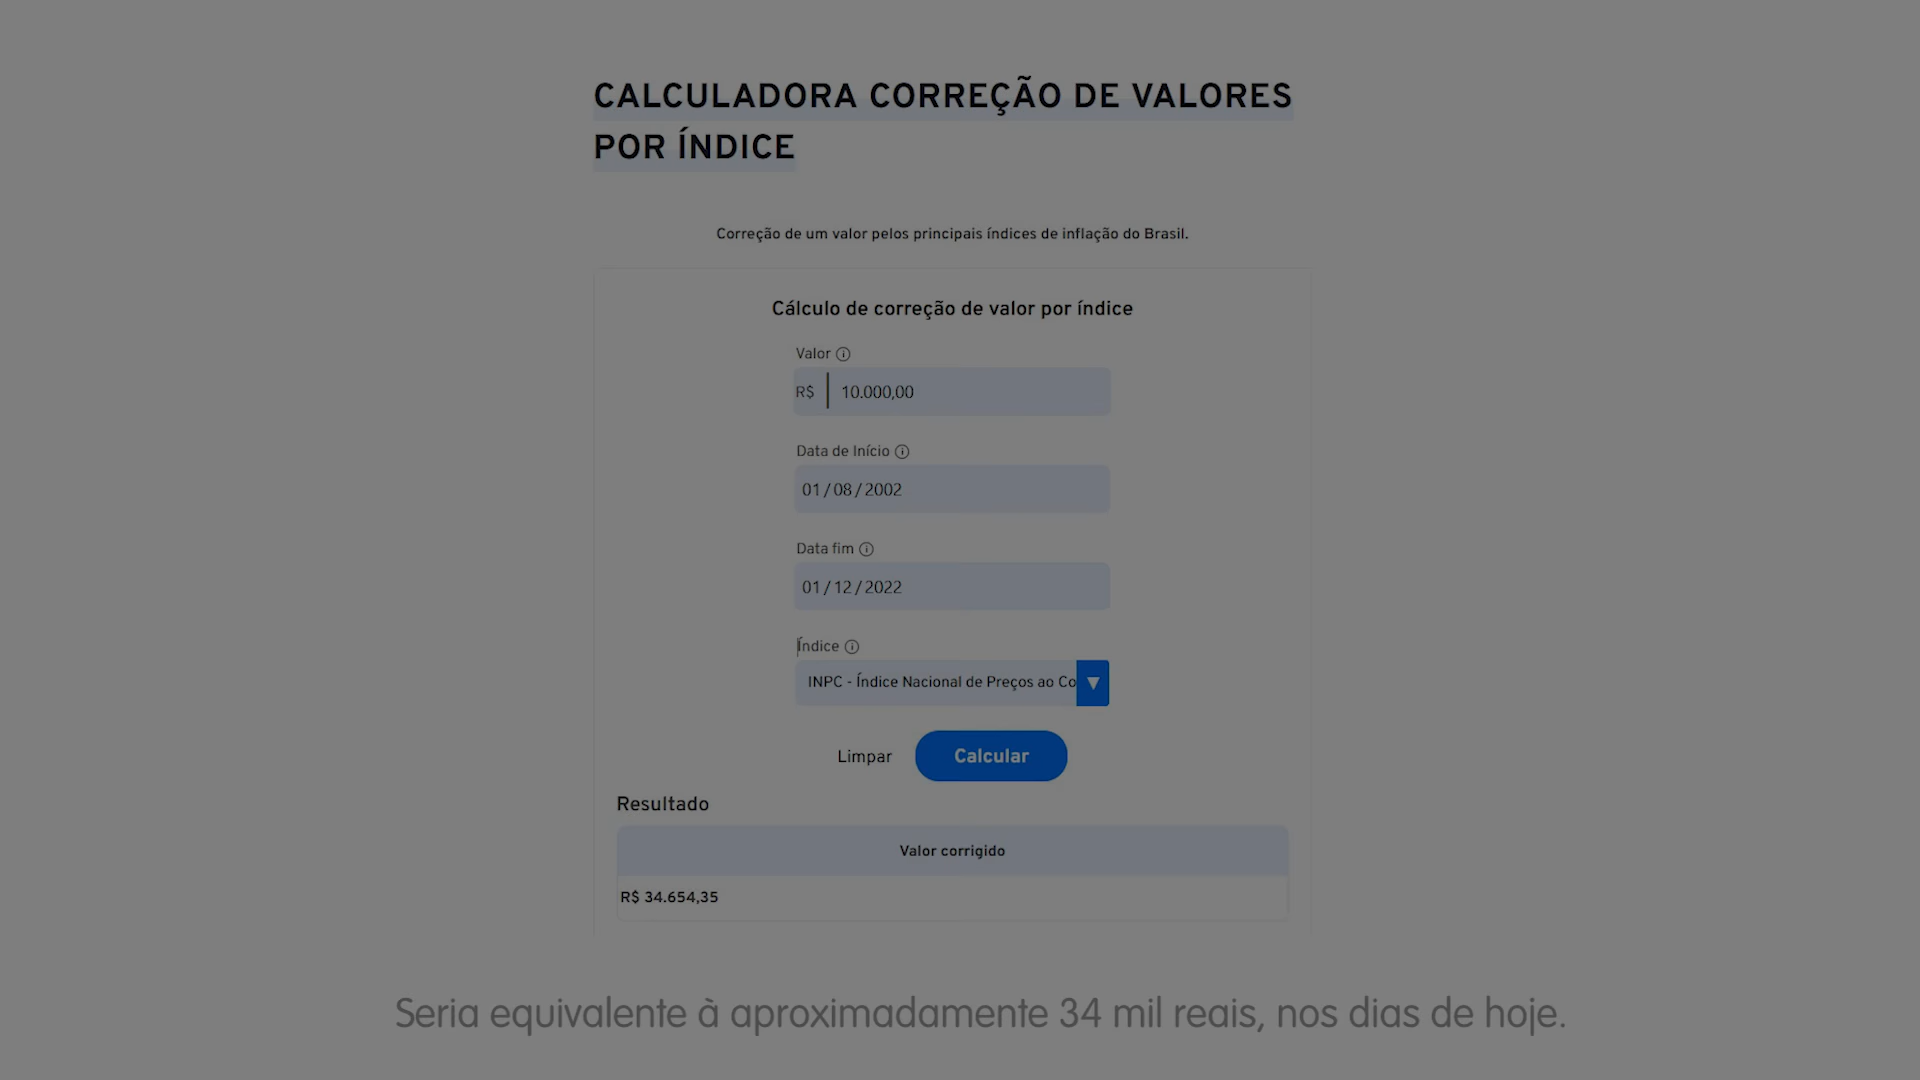 CALCULADORA CORREÇÃO DE VALORES
POR ÍNDICE
Correção de um valor pelos principais índices de inflação do Brasil.
Cálculo de correção de valor por índice
Valor
R$ 10.000,00
Data de Início
01/08/2002
Data fim
01/12/2022
Índice
INPC - Índice Nacional de Preços ao Co
Limpar Calcular
Resultado
Valor corrigido
R$ 34.654,35
Seria equivalente à aproximadamente 34 mil reais, nos dias de hoje.